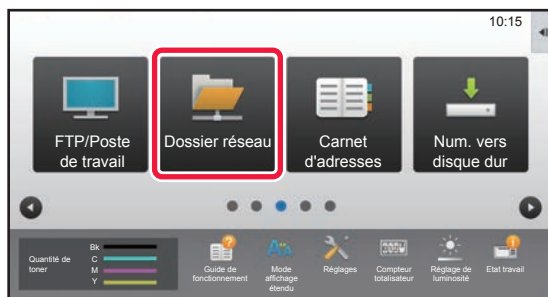 10:15
FTP/Poste
de travail
Dossier réseau
Carnet
d'adresses
Num. vers
disque dur
Quantité de
toner
Bk
C
M
Y
Guide de
fonctionnement
Mode
affichage
étendu
Réglages
Compteur
totalisateur
Réglage de
luminosité
Etat travail